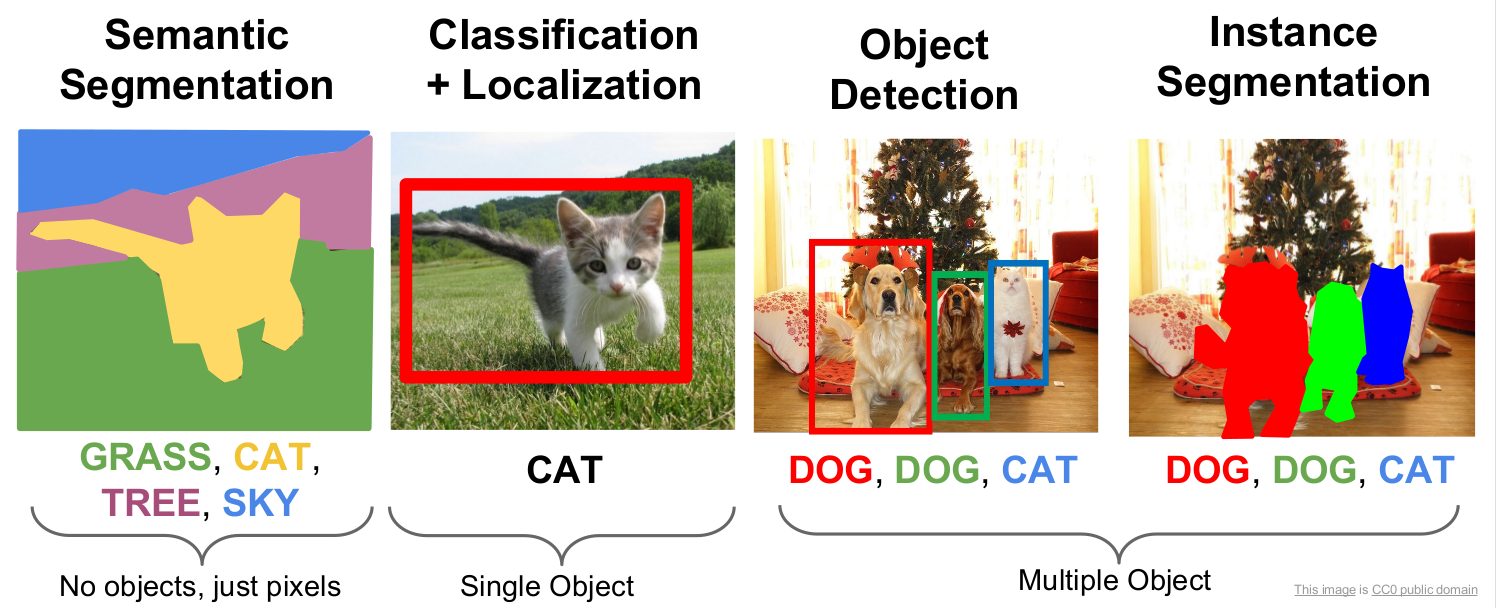 Semantic
Segmentation
Classification
+ Localization
Object
Detection
Instance
Segmentation
GRASS, CAT,
TREE, SKY
CAT
DOG, DOG, CAT
DOG, DOG, CAT
No objects, just pixels
Single Object
Multiple Object
This image is CC0 public domain